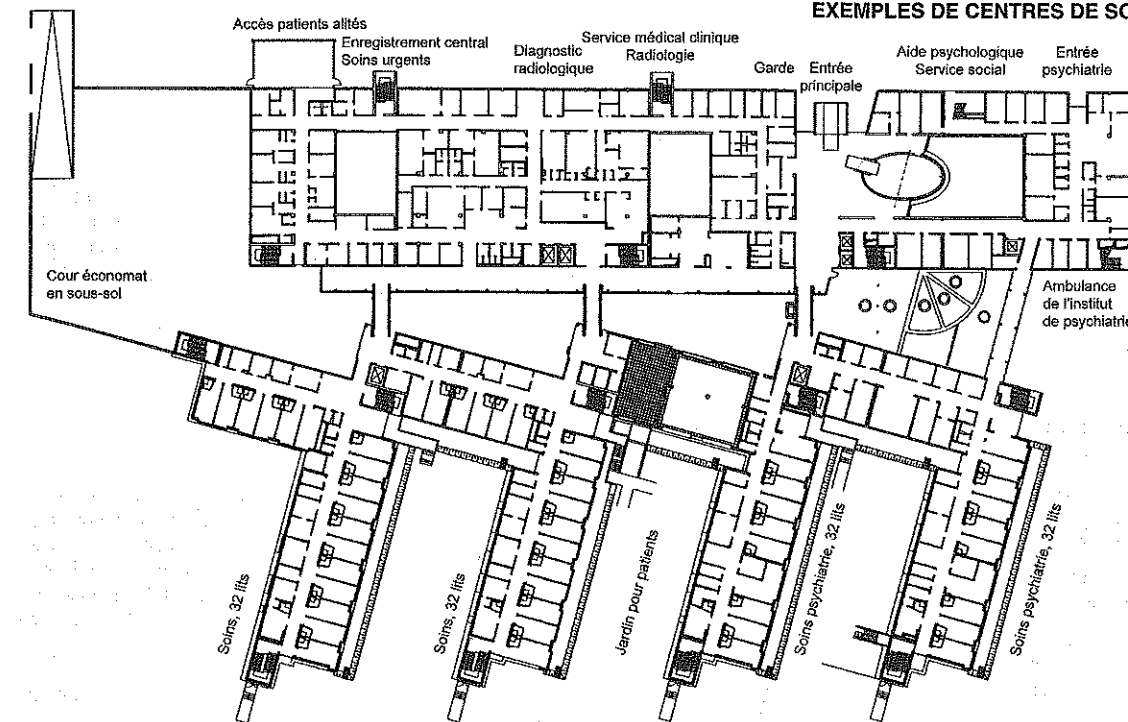 EXEMPLES DE CENTRES DE SO
Accès patients alités
Enregistrement central
Soins urgents
Diagnostic
radiologique
Service médical clinique
Radiologie
Garde
Entrée
principale
Aide psychologique
Service social
Entrée
psychiatrie
Cour économat
en sous-sol
Ambulance
de l'institut
de psychiatrie
Soins, 32 lits
Soins, 32 lits
Jardin pour patients
Soins psychiatrie, 32 lits
Soins psychiatrie, 32 lits